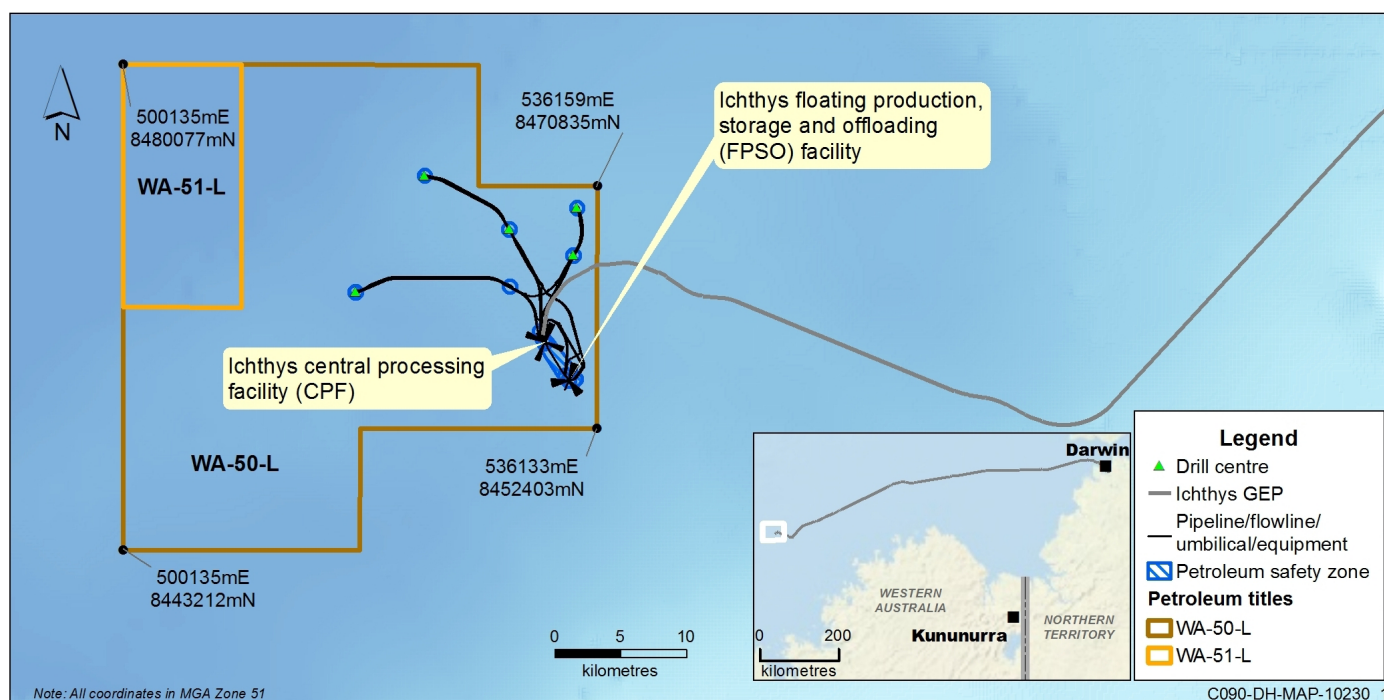 N
500135mE
8480077mN
WA-51-L
536159mE
8470835mN
Ichthys floating production,
storage and offloading
(FPSO) facility
Ichthys central processing
facility (CPF)
WA-50-L
536133mE
8452403mN
500135mE
8443212mN
0 5 10
kilometres
Darwin
WESTERN
AUSTRALIA
NORTHERN
TERRITORY
Kununurra
0 200
kilometres
Legend
Drill centre
Ichthys GEP
Pipeline/flowline/
umbilical/equipment
Petroleum safety zone
Petroleum titles
WA-50-L
WA-51-L
Note: All coordinates in MGA Zone 51
C090-DH-MAP-10230